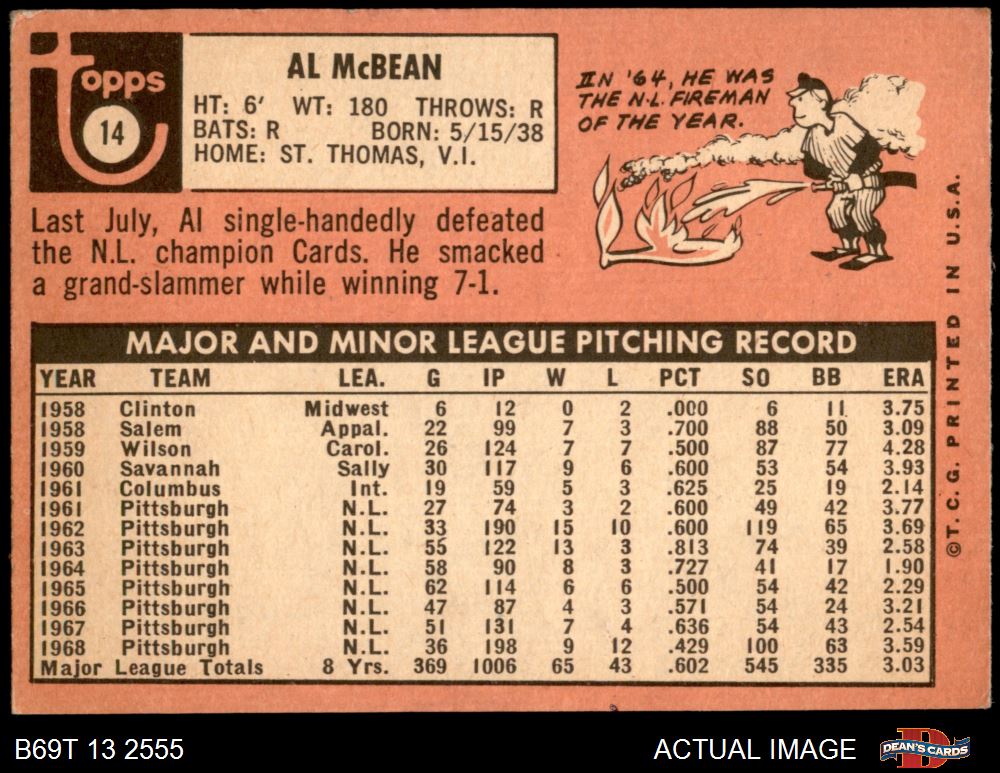 topps
14
AL McBEAN
HT: 6' WT: 180 THROWS: R
BATS: R BORN: 5/15/38
HOME: ST. THOMAS, V.I.
IN '64, HE WAS
THE N.L. FIREMAN
OF THE YEAR.
Last July, Al single-handedly defeated
the N.L. champion Cards. He smacked
a grand-slammer while winning 7-1.
MAJOR AND MINOR LEAGUE PITCHING RECORD
YEAR TEAM LEA. G IP W L PCT SO BB ERA
1958 Clinton Midwest 6 12 0 2 .000 6 11 3.75
1958 Salem Appal. 22 99 7 3 .700 88 50 3.09
1959 Wilson Carol. 26 124 7 7 .500 87 77 4.28
1960 Savannah Sally 30 117 9 6 .600 53 54 3.93
1961 Columbus Int. 19 59 5 3 .625 25 19 2.14
1961 Pittsburgh N.L. 27 74 3 2 .600 49 42 3.77
1962 Pittsburgh N.L. 33 190 15 10 .600 119 65 3.69
1963 Pittsburgh N.L. 55 122 13 3 .813 74 39 2.58
1964 Pittsburgh N.L. 58 90 8 3 .727 41 17 1.90
1965 Pittsburgh N.L. 62 114 6 6 .500 54 42 2.29
1966 Pittsburgh N.L. 47 87 4 3 .571 54 24 3.21
1967 Pittsburgh N.L. 51 131 7 4 .636 54 43 2.54
1968 Pittsburgh N.L. 36 198 9 12 .429 100 63 3.59
Major League Totals 8 Yrs. 369 1006 65 43 .602 545 335 3.03
©T.C.G. PRINTED IN U.S.A.
B69T 13 2555
ACTUAL IMAGE
DEAN'S CARDS